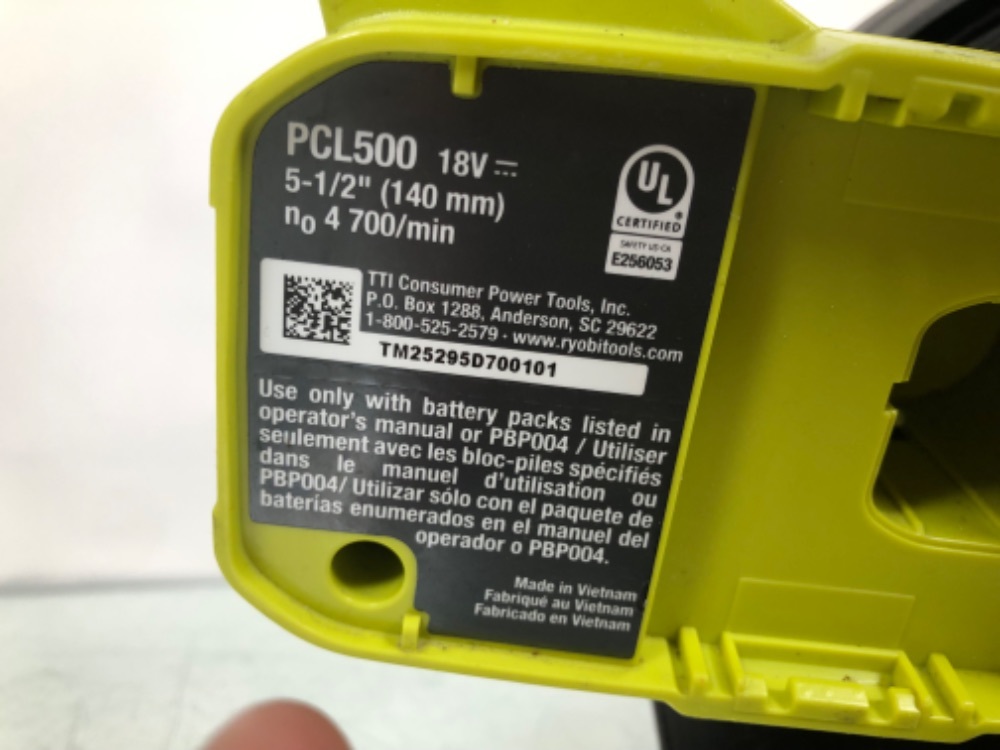 PCL500 18V ⎓
5-1/2" (140 mm)
n₀ 4 700/min
UL
CERTIFIED
SAFETY US-CA
E256053
TTI Consumer Power Tools, Inc.
P.O. Box 1288, Anderson, SC 29622
1-800-525-2579 · www.ryobitools.com
TM25295D700101
Use only with battery packs listed in
operator's manual or PBP004 / Utiliser
seulement avec les bloc-piles spécifiés
dans le manuel d'utilisation ou
PBP004/ Utilizar sólo con el paquete de
baterías enumerados en el manuel del
operador o PBP004.
Made in Vietnam
Fabriqué au Vietnam
Fabricado en Vietnam